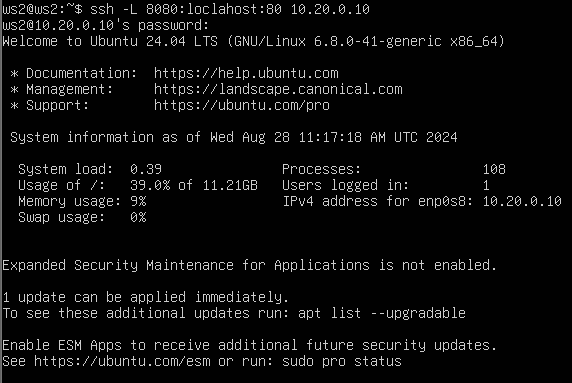 ws2@ws2:~$ ssh -L 8080:loclahost:80 10.20.0.10
ws2@10.20.0.10's password:
Welcome to Ubuntu 24.04 LTS (GNU/Linux 6.8.0-41-generic x86_64)
* Documentation:  https://help.ubuntu.com
* Management:     https://landscape.canonical.com
* Support:        https://ubuntu.com/pro
System information as of Wed Aug 28 11:17:18 AM UTC 2024
System load:  0.39               Processes:               108
Usage of /:   39.0% of 11.21GB   Users logged in:         1
Memory usage: 9%                 IPv4 address for enp0s8: 10.20.0.10
Swap usage:   0%
Expanded Security Maintenance for Applications is not enabled.
1 update can be applied immediately.
To see these additional updates run: apt list --upgradable
Enable ESM Apps to receive additional future security updates.
See https://ubuntu.com/esm or run: sudo pro status